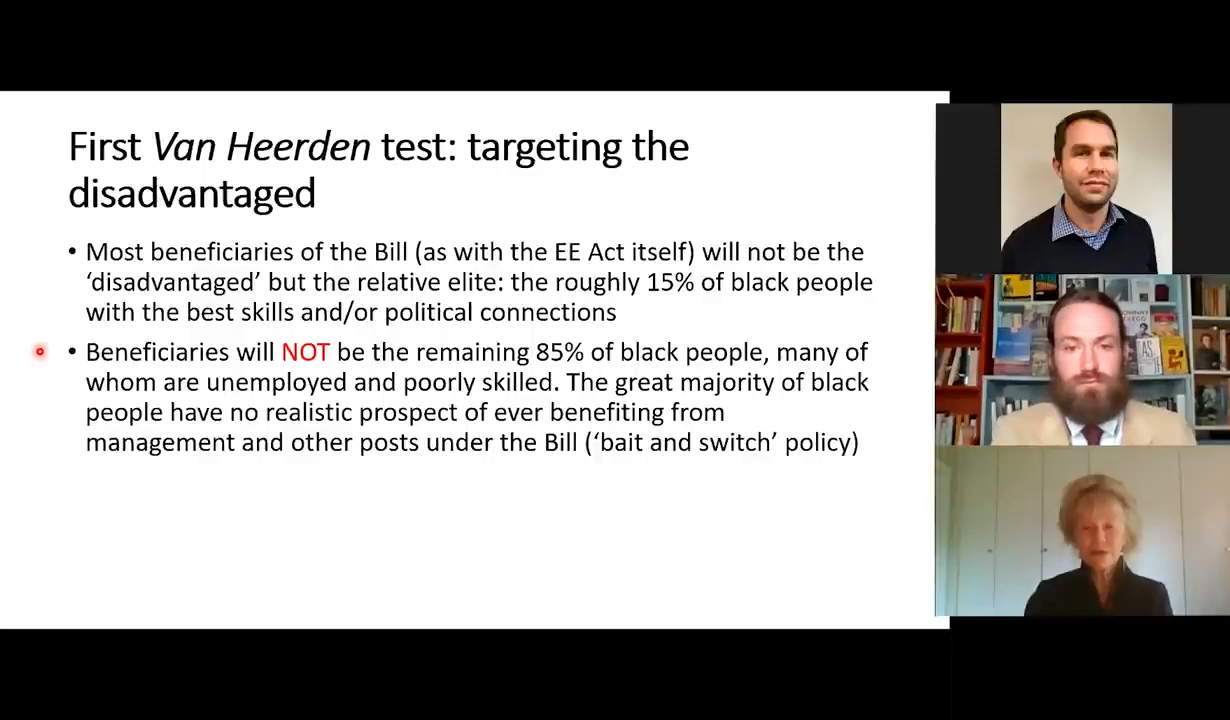 First Van Heerden test: targeting the
disadvantaged
• Most beneficiaries of the Bill (as with the EE Act itself) will not be the
‘disadvantaged’ but the relative elite: the roughly 15% of black people
with the best skills and/or political connections
• Beneficiaries will NOT be the remaining 85% of black people, many of
whom are unemployed and poorly skilled. The great majority of black
people have no realistic prospect of ever benefiting from
management and other posts under the Bill (‘bait and switch’ policy)